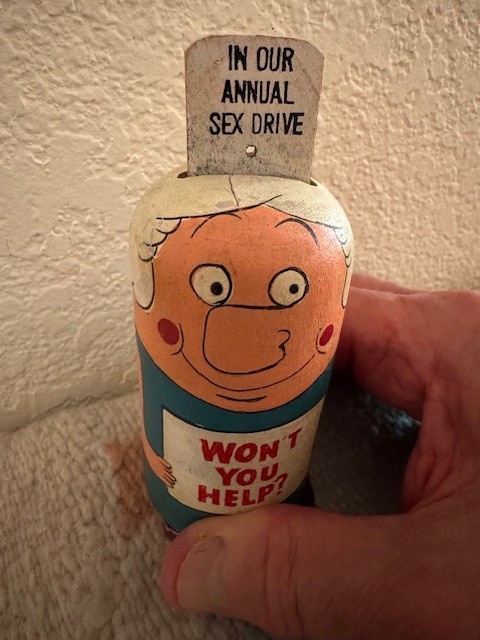 IN OUR
ANNUAL
SEX DRIVE
WON'T
YOU
HELP?